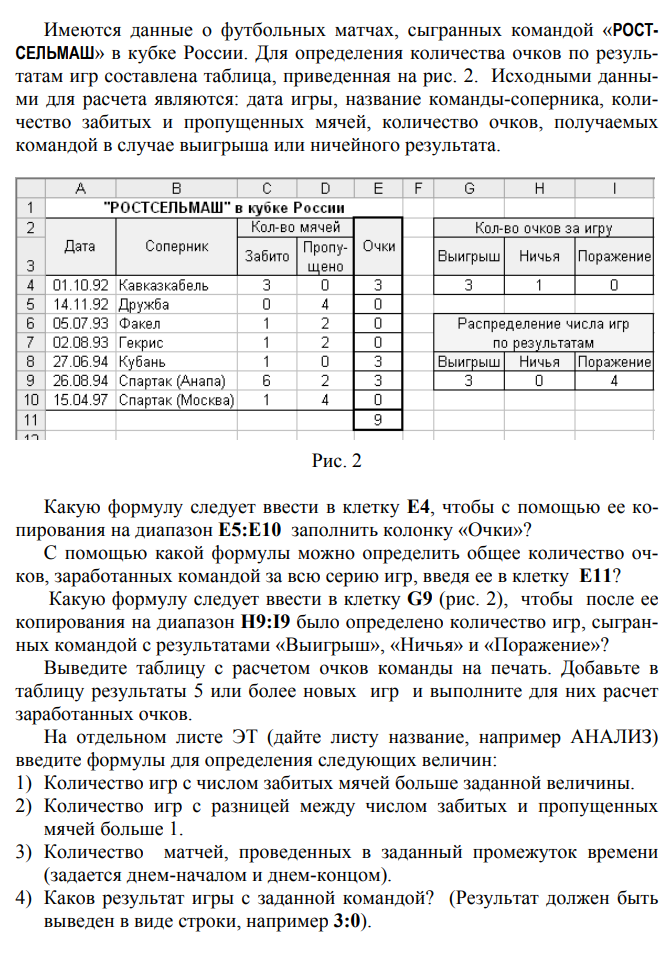 Имеются данные о футбольных матчах, сыгранных командой «РОСТ-
СЕЛЬМАШ» в кубке России. Для определения количества очков по резуль-
татам игр составлена таблица, приведенная на рис. 2. Исходными данны-
ми для расчета являются: дата игры, название команды-соперника, коли-
чество забитых и пропущенных мячей, количество очков, получаемых
командой в случае выигрыша или ничейного результата.
A B C D E F G H I
1 "РОСТСЕЛЬМАШ" в кубке России
2 Дата Соперник Кол-во мячей Очки Кол-во очков за игру
3 Забито Пропу-
щено Выигрыш Ничья Поражение
4 01.10.92 Кавказкабель 3 0 3 3 1 0
5 14.11.92 Дружба 0 4 0
6 05.07.93 Факел 1 2 0 Распределение числа игр
7 02.08.93 Гекрис 1 2 0 по результатам
8 27.06.94 Кубань 1 0 3 Выигрыш Ничья Поражение
9 26.08.94 Спартак (Анапа) 6 2 3 3 0 4
10 15.04.97 Спартак (Москва) 1 4 0
11 9
12
Рис. 2
Какую формулу следует ввести в клетку E4, чтобы с помощью ее ко-
пирования на диапазон E5:E10 заполнить колонку «Очки»?
С помощью какой формулы можно определить общее количество оч-
ков, заработанных командой за всю серию игр, введя ее в клетку E11?
Какую формулу следует ввести в клетку G9 (рис. 2), чтобы после ее
копирования на диапазон H9:I9 было определено количество игр, сыгран-
ных командой с результатами «Выигрыш», «Ничья» и «Поражение»?
Выведите таблицу с расчетом очков команды на печать. Добавьте в
таблицу результаты 5 или более новых игр и выполните для них расчет
заработанных очков.
На отдельном листе ЭТ (дайте листу название, например АНАЛИЗ)
введите формулы для определения следующих величин:
1) Количество игр с числом забитых мячей больше заданной величины.
2) Количество игр с разницей между числом забитых и пропущенных
мячей больше 1.
3) Количество матчей, проведенных в заданный промежуток времени
(задается днем-началом и днем-концом).
4) Каков результат игры с заданной командой? (Результат должен быть
выведен в виде строки, например 3:0).